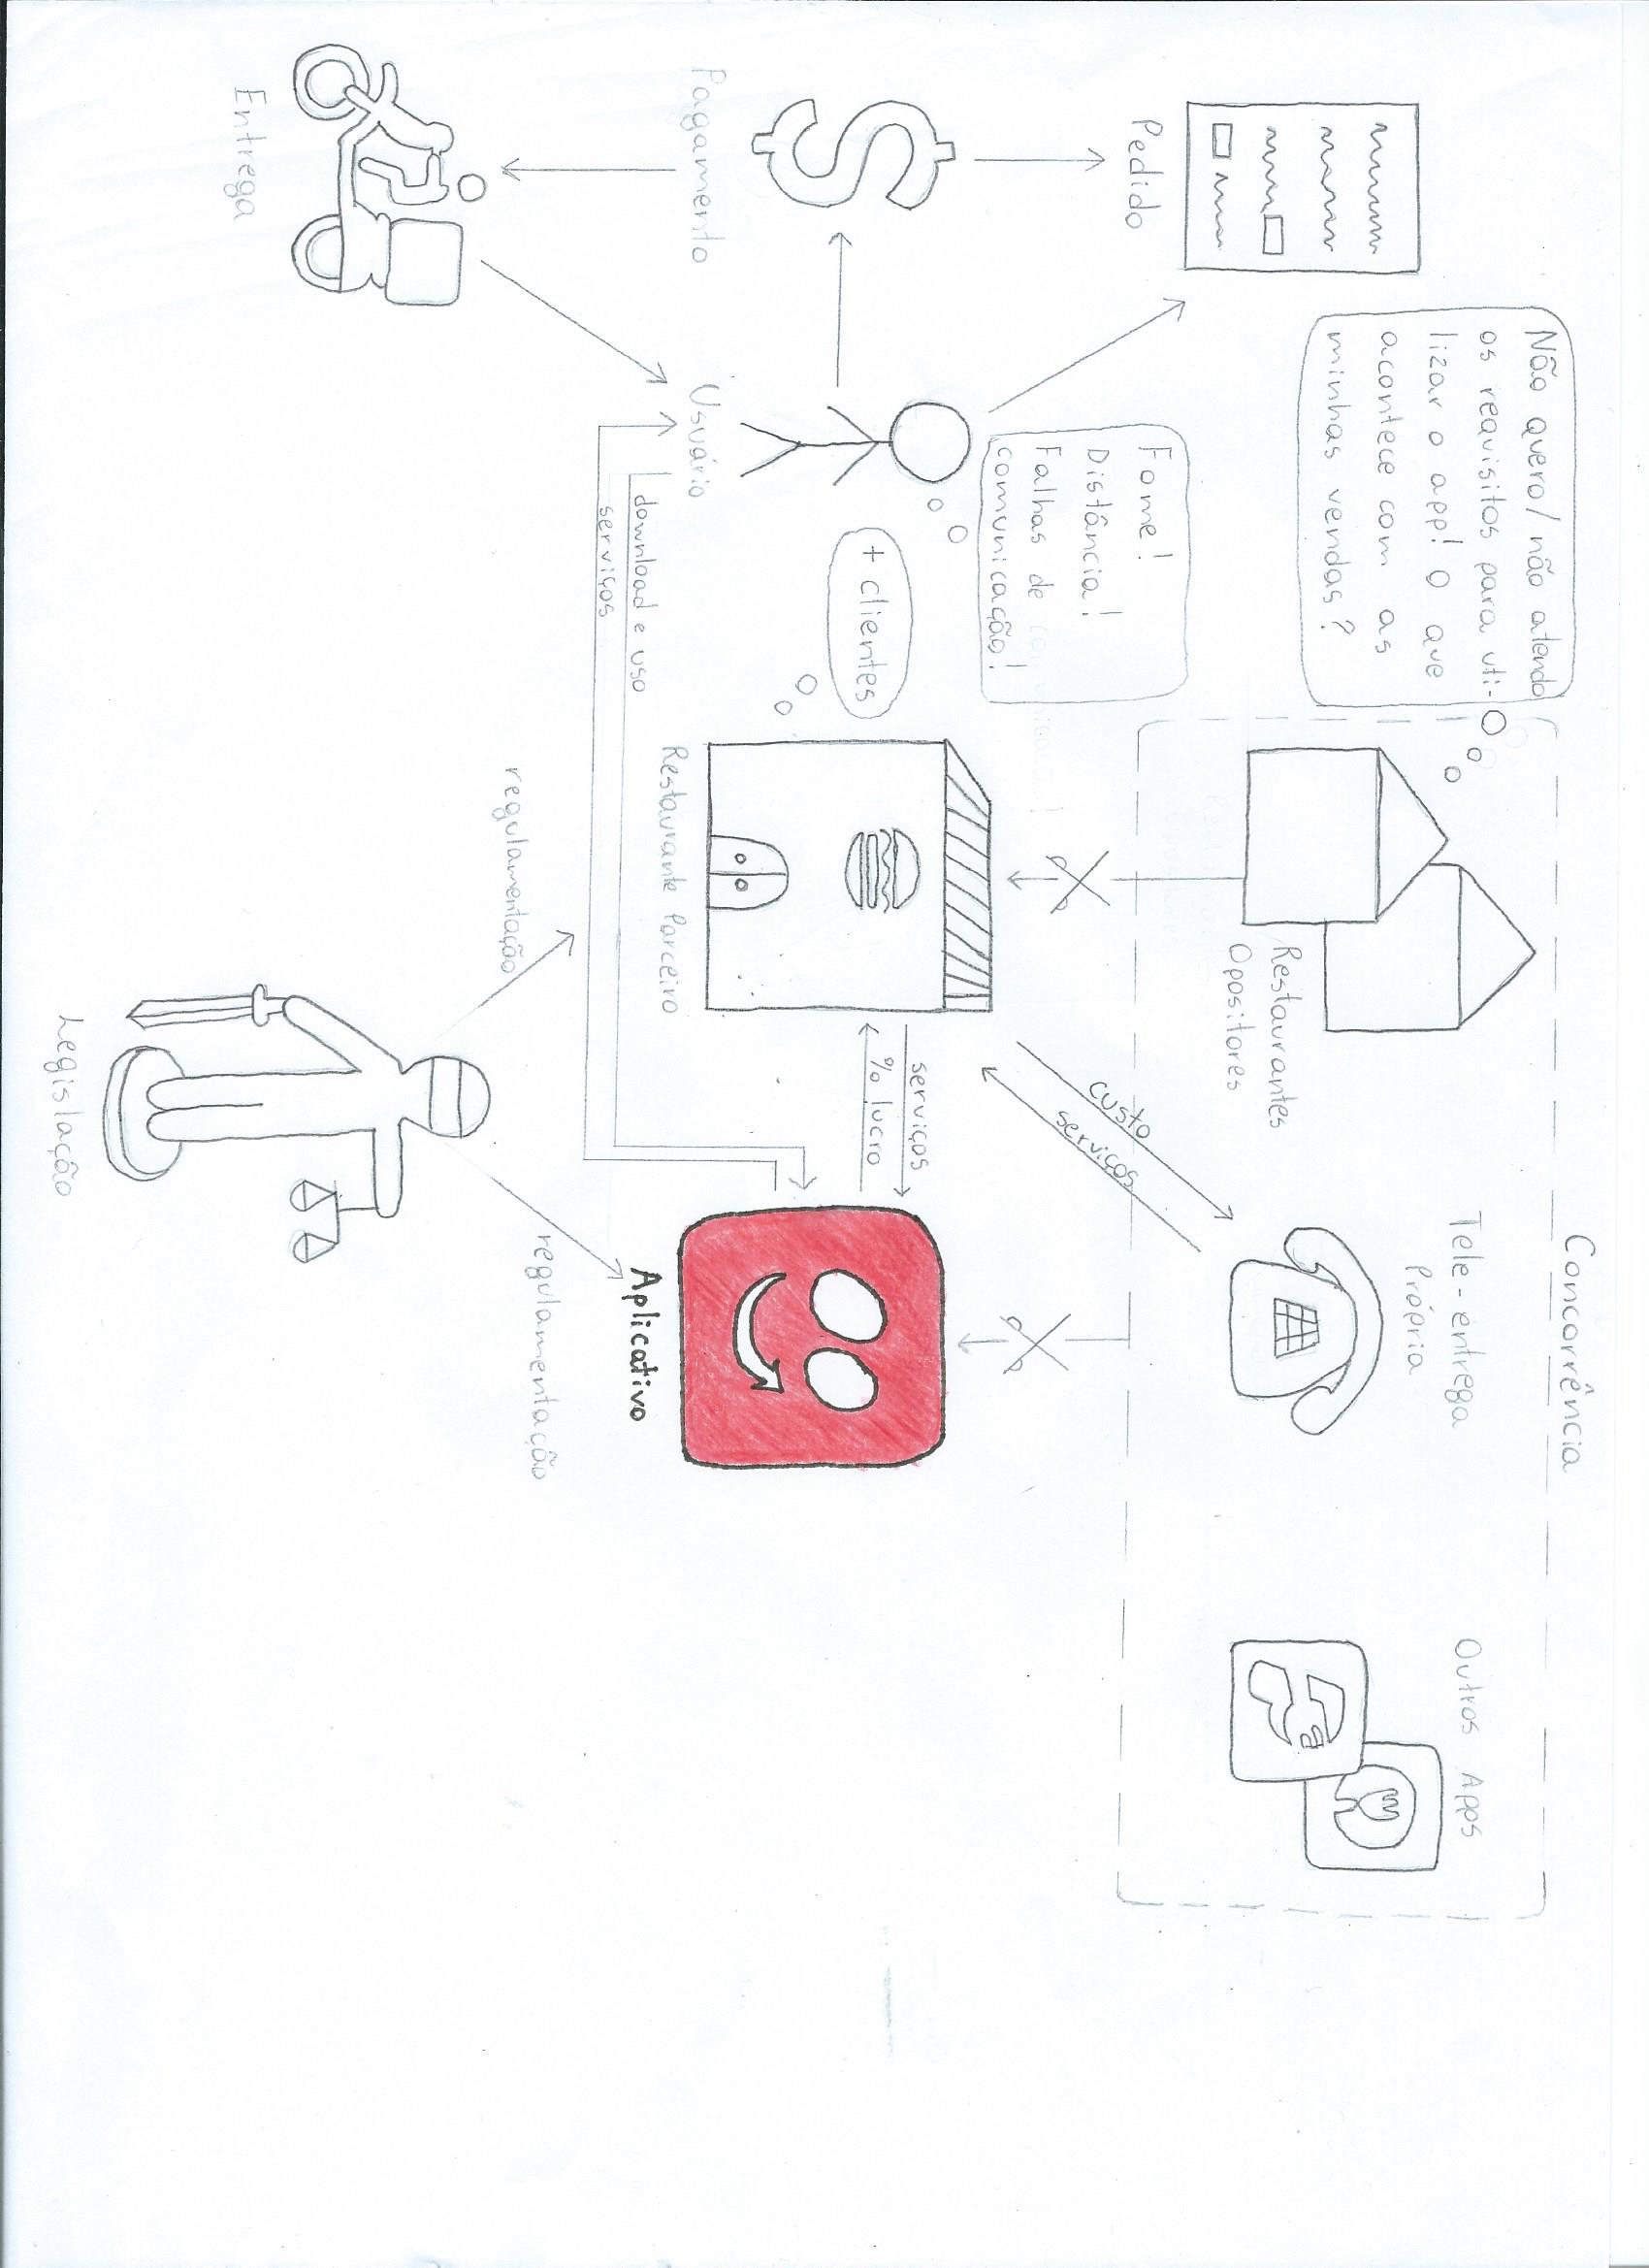 Concorrência
Não quero/ não atendo
os requisitos para uti-
lizar o app! O que
acontece com as
minhas vendas?
Tele-entrega
Própria
Outros Apps
Restaurantes
Opositores
Pedido
Fome!
Distância!
Falhas de
comunicação!
custo
serviços
+ clientes
serviços
% lucro
Pagamento
Usuário
Restaurante Parceiro
Aplicativo
download e uso
serviços
regulamentação
regulamentação
Entrega
Legislação